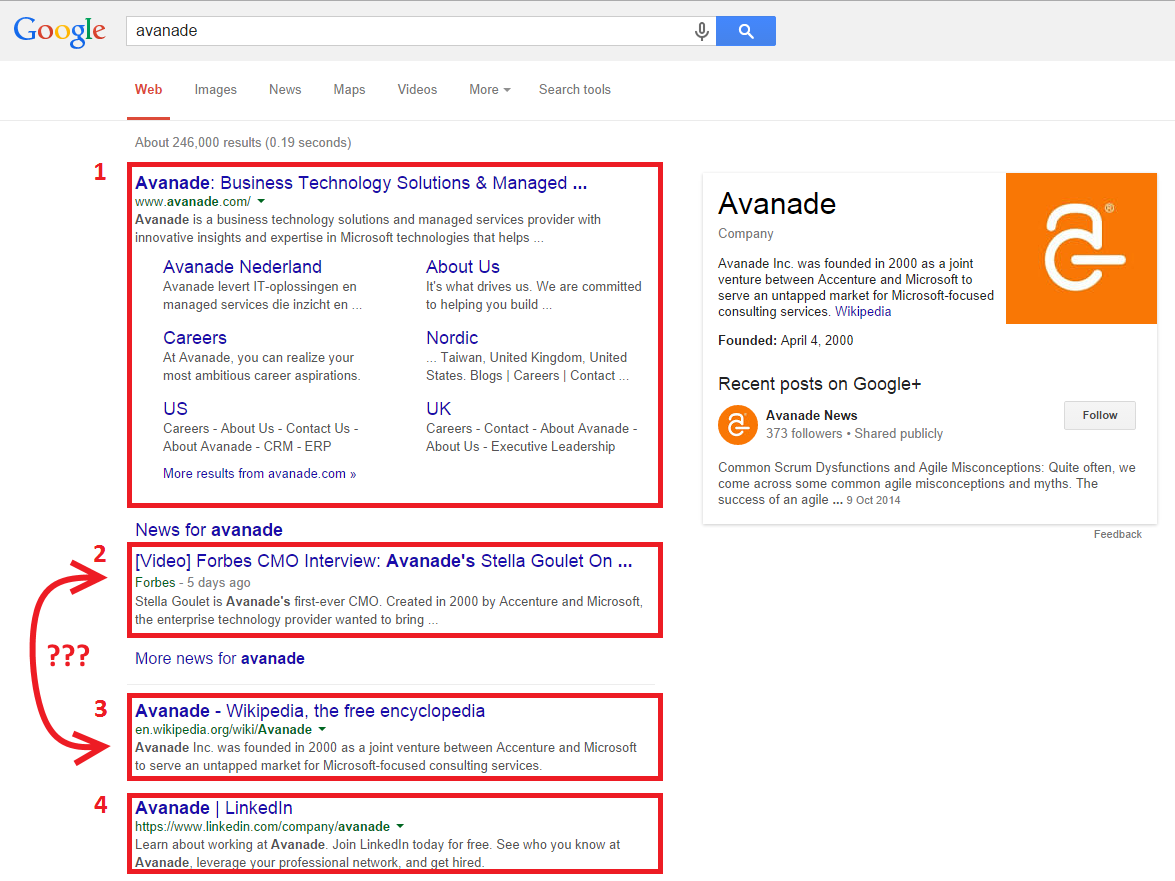 Google
avanade
Web Images News Maps Videos More Search tools
About 246,000 results (0.19 seconds)
1
Avanade: Business Technology Solutions & Managed ...
www.avanade.com/
Avanade is a business technology solutions and managed services provider with
innovative insights and expertise in Microsoft technologies that helps ...
Avanade Nederland
Avanade levert IT-oplossingen en
managed services die inzicht en ...
About Us
It's what drives us. We are committed
to helping you build ...
Careers
At Avanade, you can realize your
most ambitious career aspirations.
Nordic
... Taiwan, United Kingdom, United
States. Blogs | Careers | Contact ...
US
Careers - About Us - Contact Us -
About Avanade - CRM - ERP
UK
Careers - Contact - About Avanade -
About Us - Executive Leadership
More results from avanade.com »
News for avanade
2
[Video] Forbes CMO Interview: Avanade's Stella Goulet On ...
Forbes - 5 days ago
Stella Goulet is Avanade's first-ever CMO. Created in 2000 by Accenture and Microsoft,
the enterprise technology provider wanted to bring ...
???
More news for avanade
3
Avanade - Wikipedia, the free encyclopedia
en.wikipedia.org/wiki/Avanade
Avanade Inc. was founded in 2000 as a joint venture between Accenture and Microsoft
to serve an untapped market for Microsoft-focused consulting services.
4
Avanade | LinkedIn
https://www.linkedin.com/company/avanade
Learn about working at Avanade. Join LinkedIn today for free. See who you know at
Avanade, leverage your professional network, and get hired.
Avanade
Company
Avanade Inc. was founded in 2000 as a joint
venture between Accenture and Microsoft to
serve an untapped market for Microsoft-focused
consulting services. Wikipedia
Founded: April 4, 2000
Recent posts on Google+
Avanade News
373 followers • Shared publicly
Follow
Common Scrum Dysfunctions and Agile Misconceptions: Quite often, we
come across some common agile misconceptions and myths. The
success of an agile ... 9 Oct 2014
Feedback